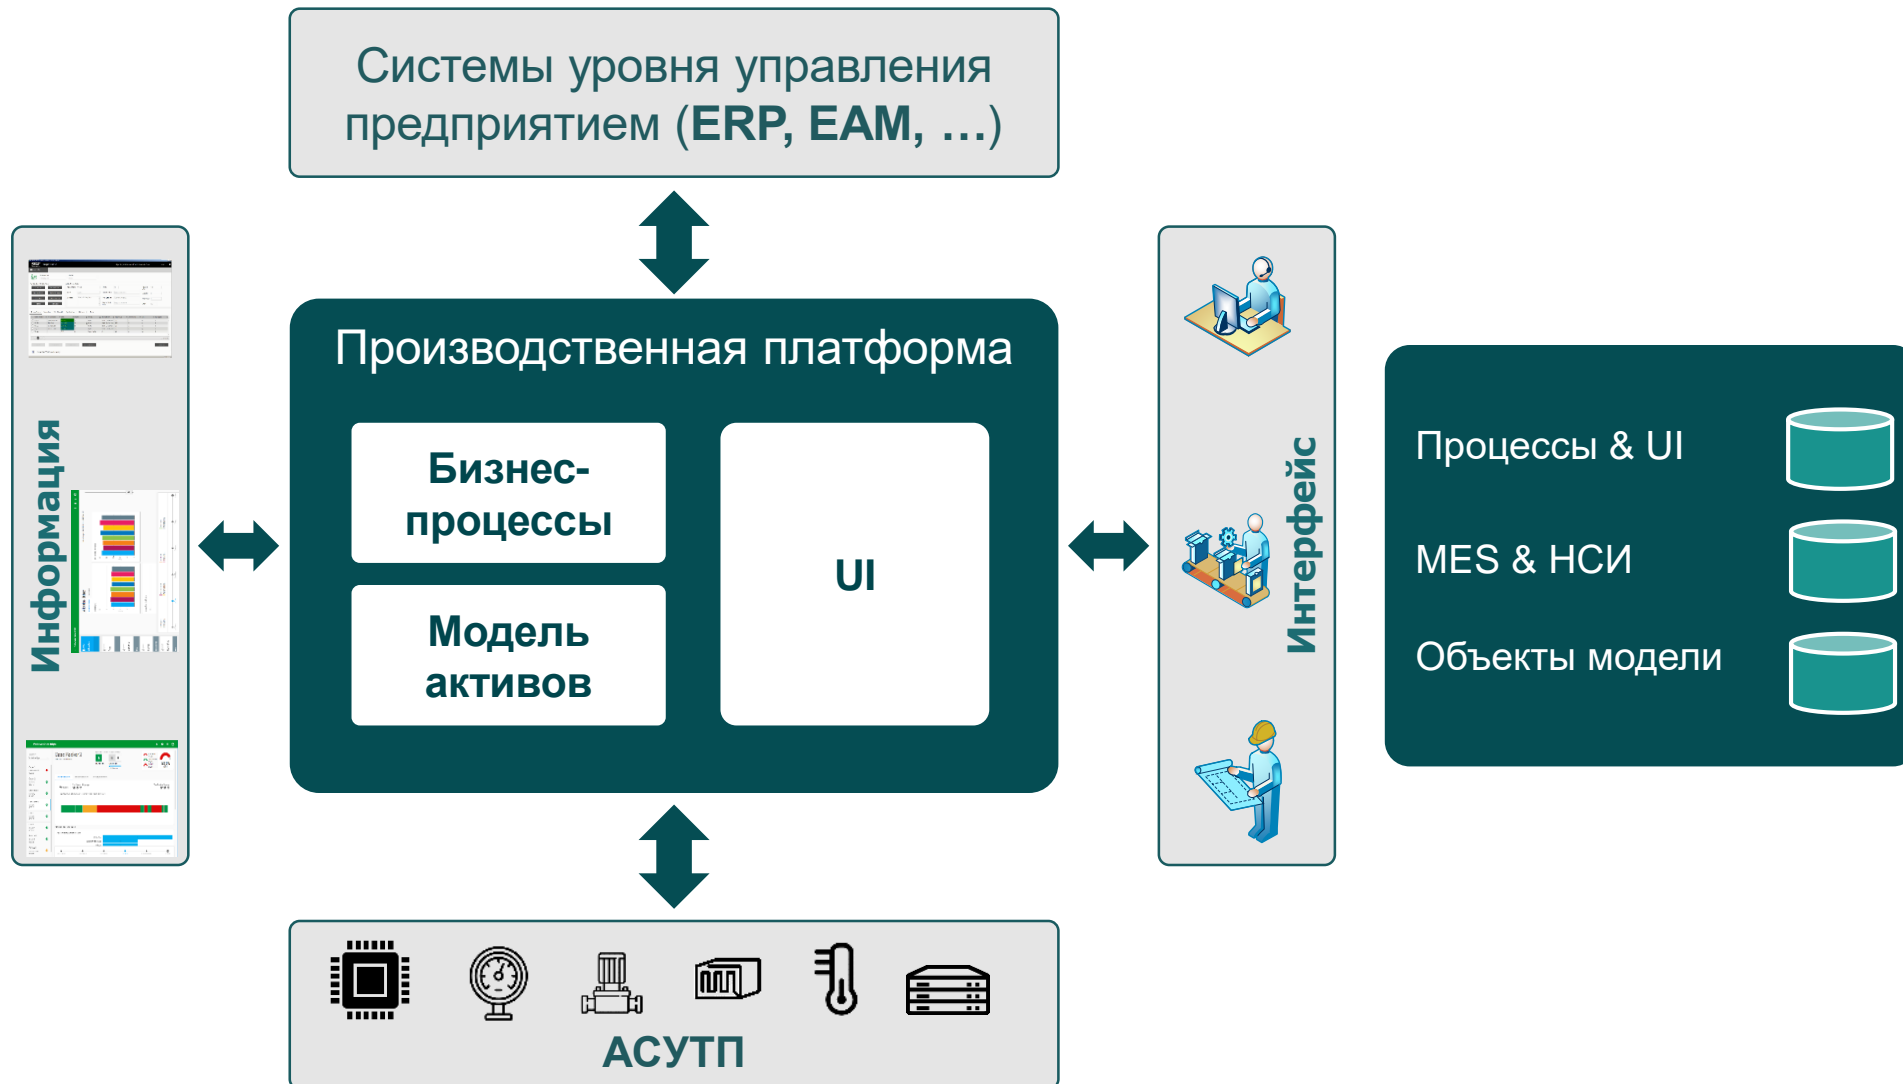 Системы уровня управления
предприятием (ERP, EAM, ...)
Информация
Производственная платформа
Бизнес-
процессы
Модель
активов
UI
Интерфейс
Процессы & UI
MES & НСИ
Объекты модели
АСУТП